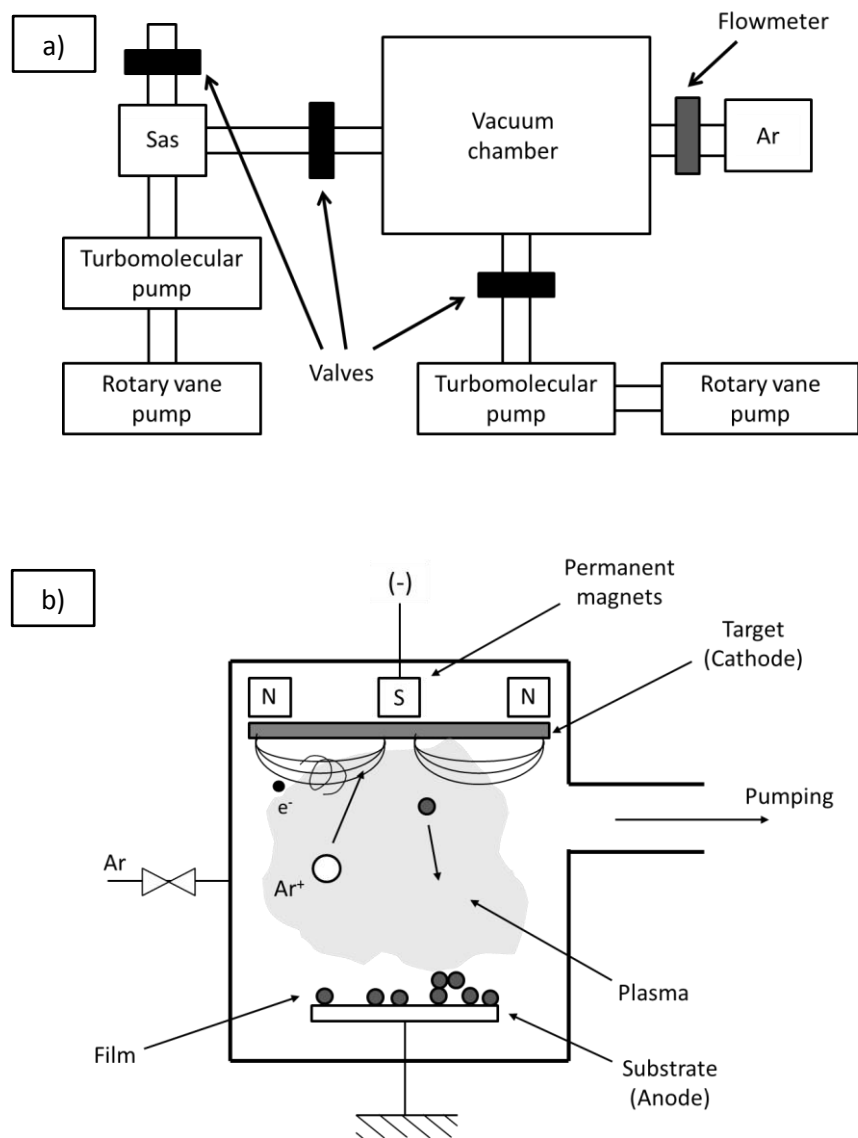 a)
Flowmeter
Sas
Vacuum
chamber
Ar
Turbomolecular
pump
Rotary vane
pump
Valves
Turbomolecular
pump
Rotary vane
pump
b)
(-)
Permanent
magnets
Target
(Cathode)
N
S
N
e-
Pumping
Ar
Ar+
Plasma
Film
Substrate
(Anode)